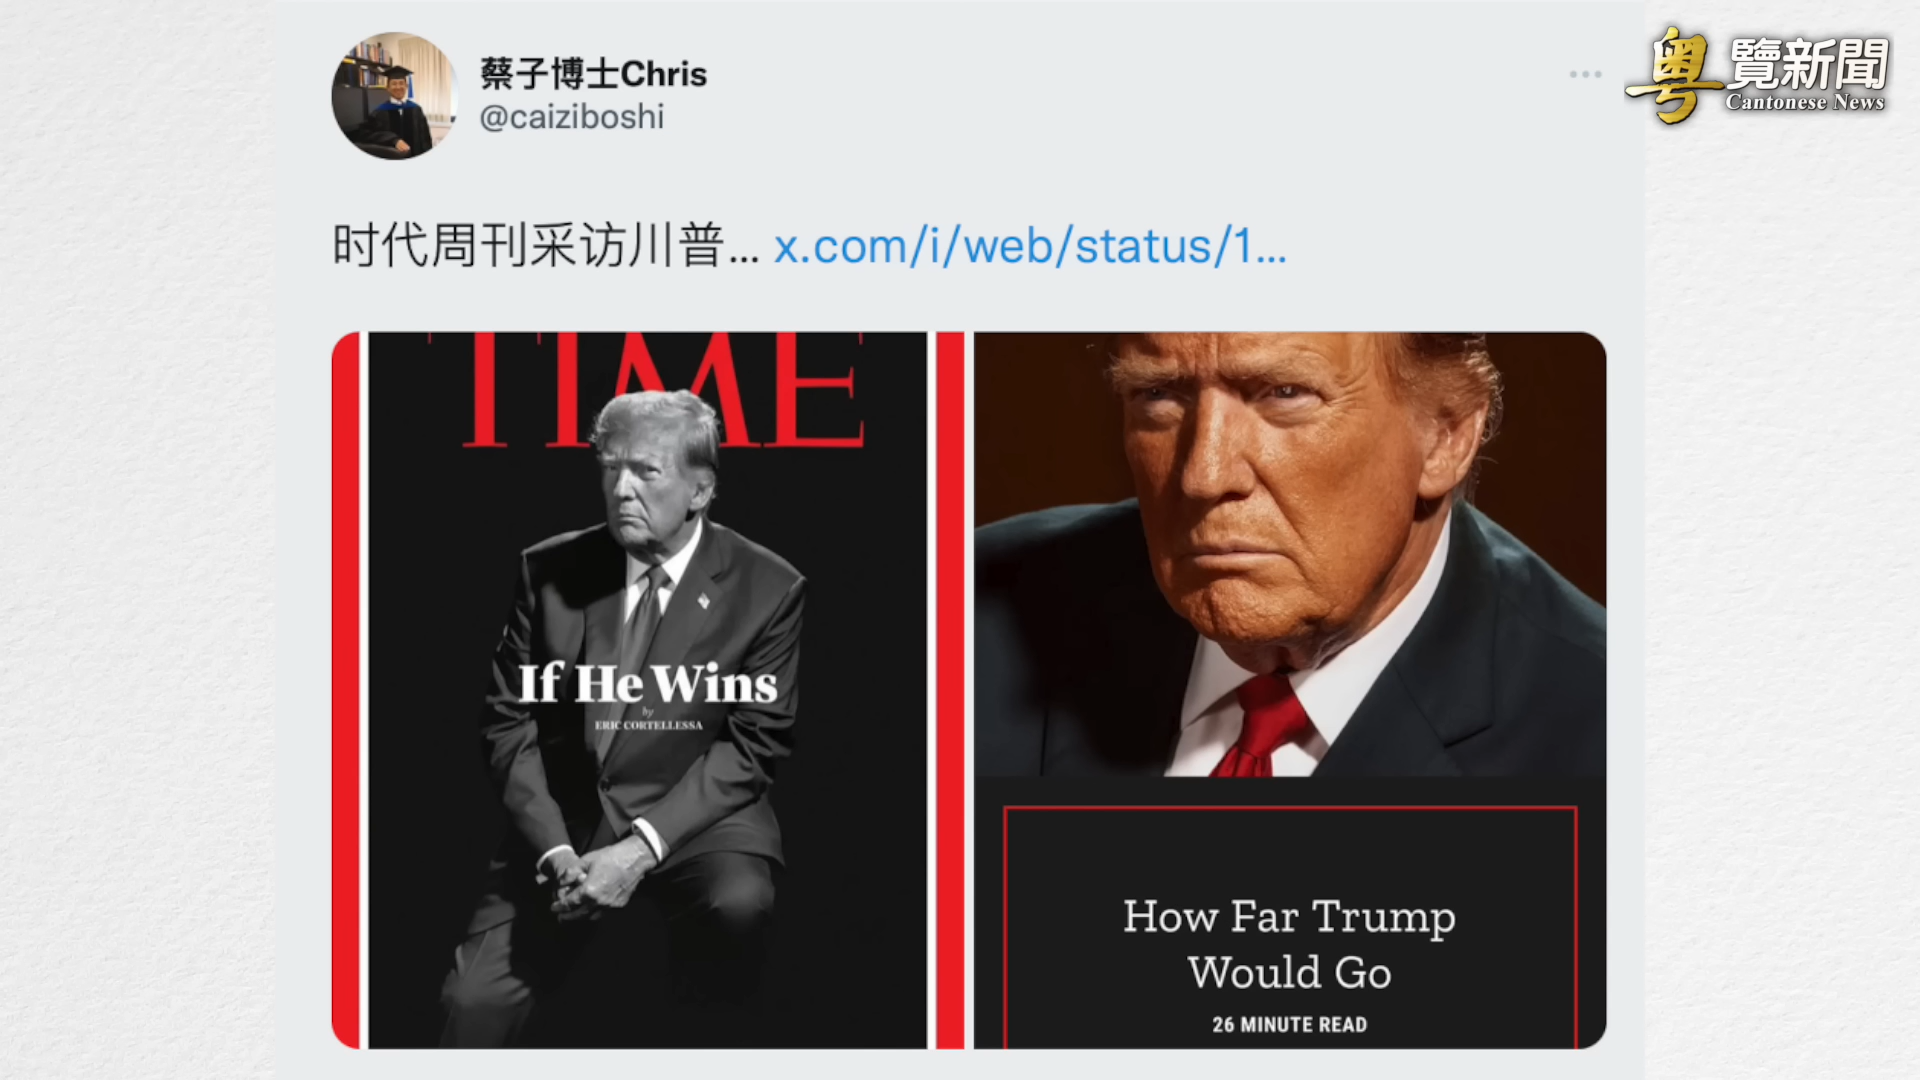 蔡子博士Chris
@caiziboshi
粤覽新聞
Cantonese News
时代周刊采访川普... x.com/i/web/status/1...
TIME
If He Wins
by
ERIC CORTELLESSA
How Far Trump
Would Go
26 MINUTE READ